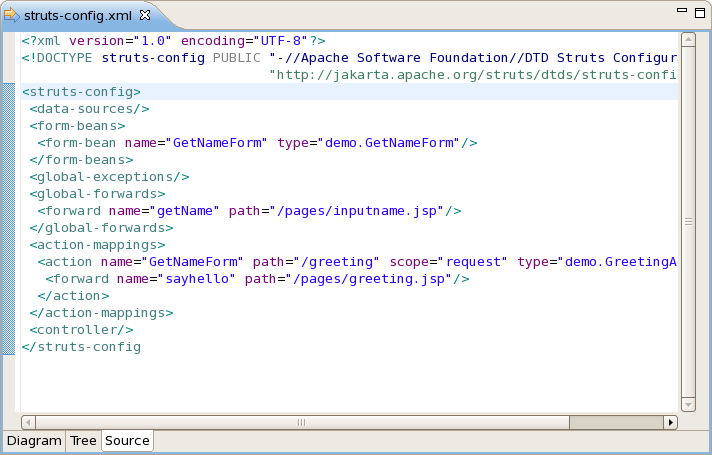 struts-config.xml
<?xml version="1.0" encoding="UTF-8"?>
<!DOCTYPE struts-config PUBLIC "-//Apache Software Foundation//DTD Struts Configur
"http://jakarta.apache.org/struts/dtds/struts-config
<struts-config>
<data-sources/>
<form-beans>
<form-bean name="GetNameForm" type="demo.GetNameForm"/>
</form-beans>
<global-exceptions/>
<global-forwards>
<forward name="getName" path="/pages/inputname.jsp"/>
</global-forwards>
<action-mappings>
<action name="GetNameForm" path="/greeting" scope="request" type="demo.GreetingA
<forward name="sayhello" path="/pages/greeting.jsp"/>
</action>
</action-mappings>
<controller/>
</struts-config
Diagram Tree Source